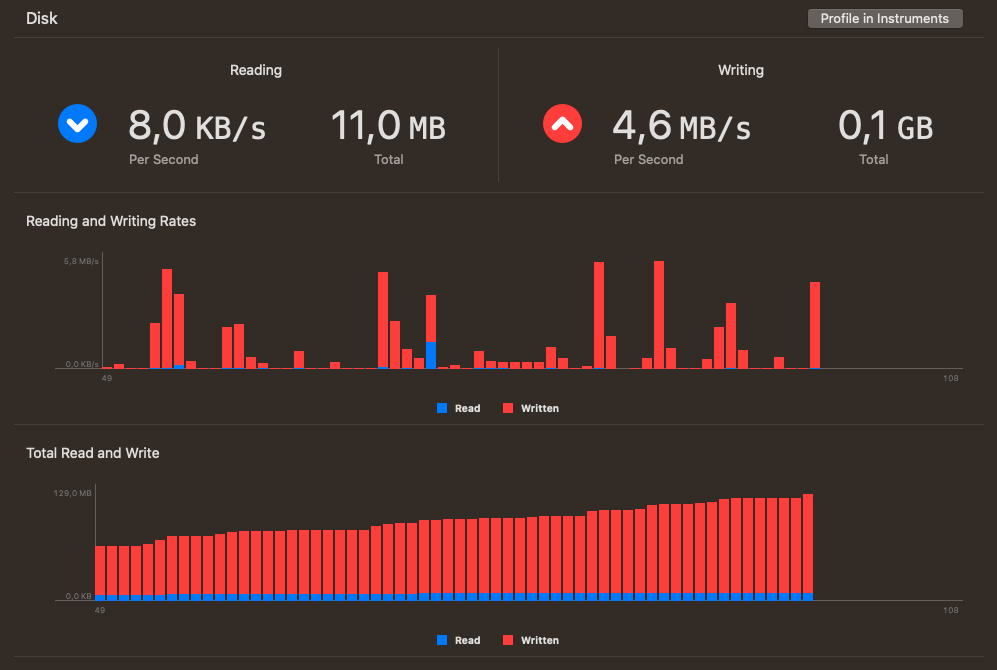 Disk
Profile in Instruments
Reading
Writing
8,0 KB/s
11,0 MB
4,6 MB/s
0,1 GB
Per Second
Total
Per Second
Total
Reading and Writing Rates
5,8 MB/s
0,0 KB/s
49
108
Read
Written
Total Read and Write
129,0 MB
0,0 KB
49
108
Read
Written